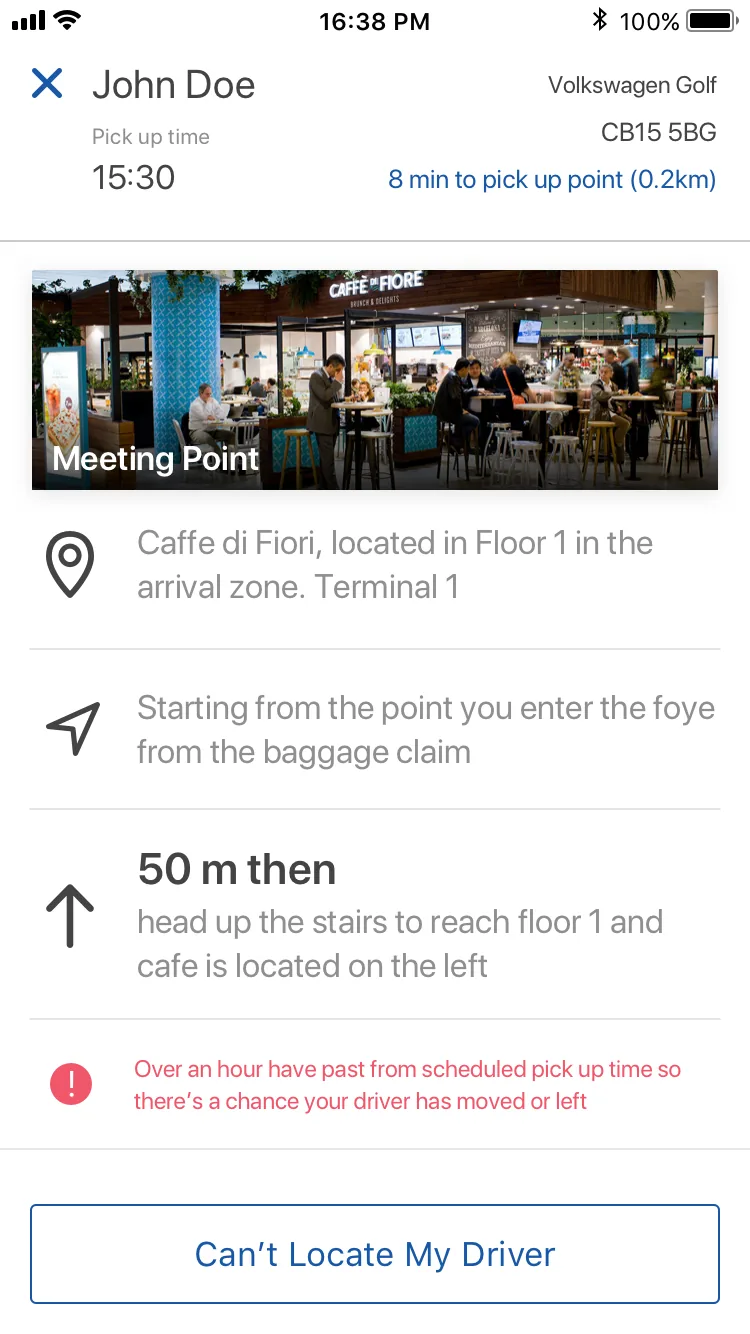 16:38 PM
100%
John Doe
Volkswagen Golf
Pick up time
CB15 5BG
15:30
8 min to pick up point (0.2km)
CAFFÈ DI FIORE
BRUNCH & DELIGHTS
Meeting Point
Caffe di Fiori, located in Floor 1 in the
arrival zone. Terminal 1
Starting from the point you enter the foye
from the baggage claim
50 m then
head up the stairs to reach floor 1 and
cafe is located on the left
Over an hour have past from scheduled pick up time so
there’s a chance your driver has moved or left
Can’t Locate My Driver